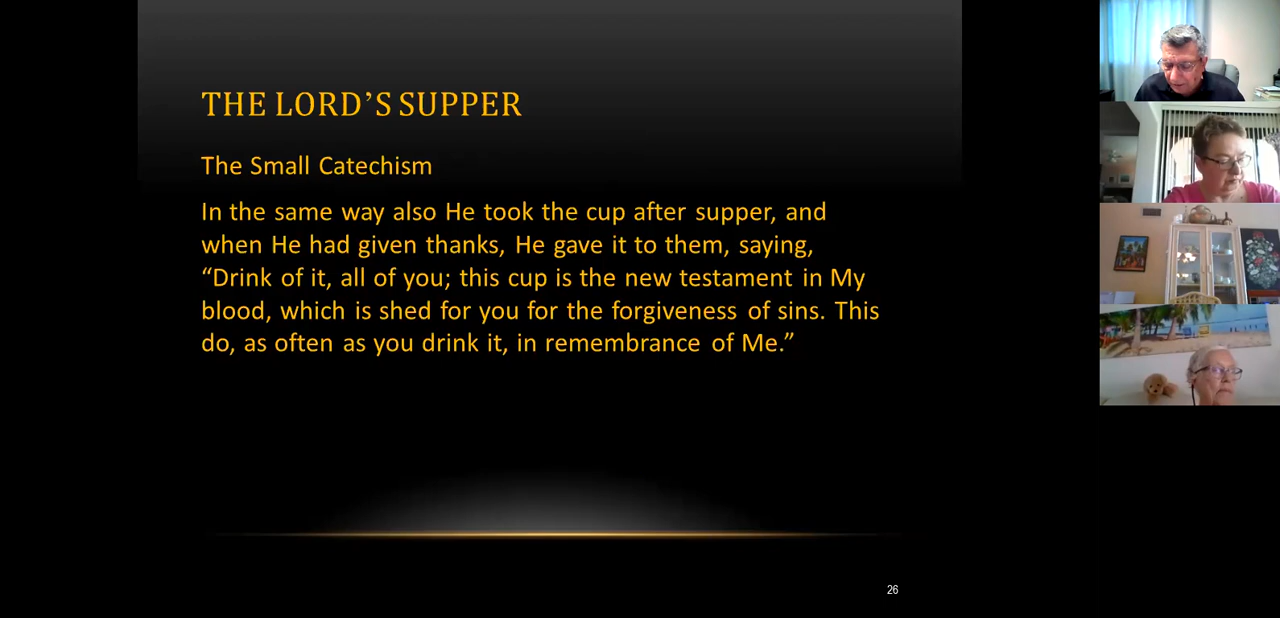 THE LORD’S SUPPER
The Small Catechism
In the same way also He took the cup after supper, and
when He had given thanks, He gave it to them, saying,
“Drink of it, all of you; this cup is the new testament in My
blood, which is shed for you for the forgiveness of sins. This
do, as often as you drink it, in remembrance of Me.”
26